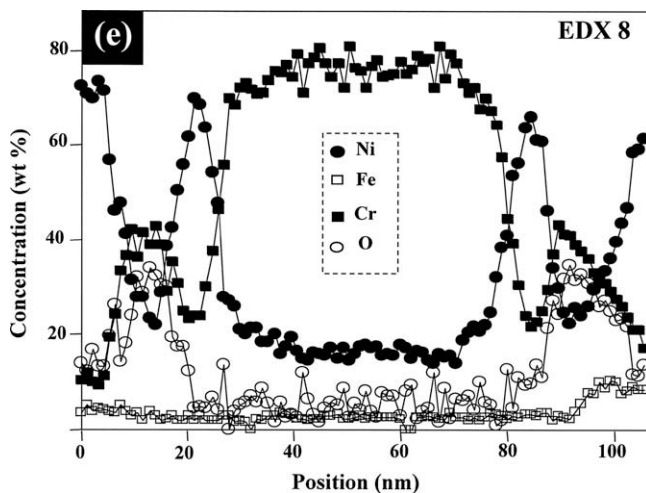 (e)
EDX 8
80
60
40
20
Ni
Fe
Cr
O
Concentration (wt %)
0
20
40
60
80
100
Position (nm)